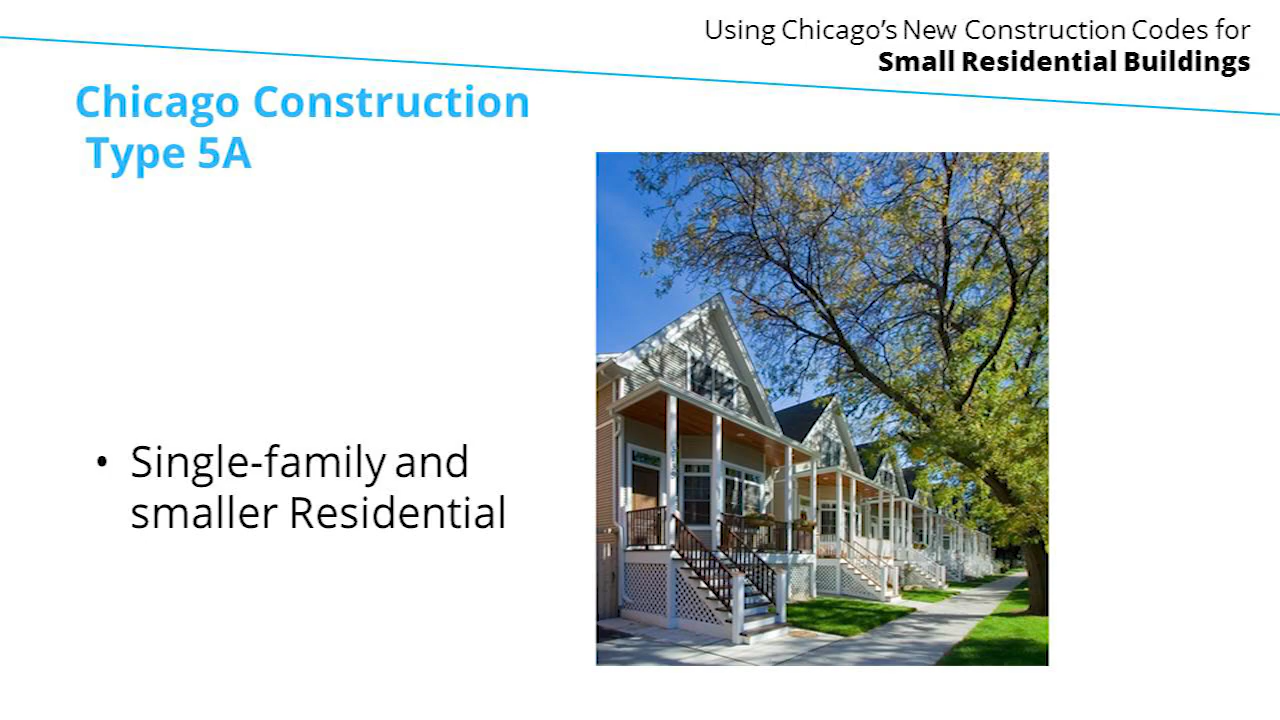 Using Chicago’s New Construction Codes for
Small Residential Buildings
Chicago Construction
Type 5A
• Single-family and
smaller Residential